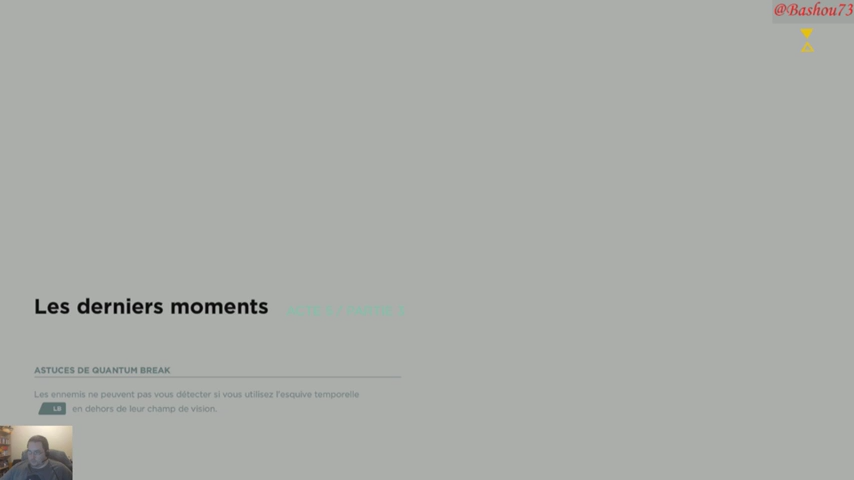 @Bashou73
Les derniers moments
ASTUCES DE QUANTUM BREAK
Les ennemis ne peuvent pas vous détecter si vous utilisez l'esquive temporelle
LB en dehors de leur champ de vision.